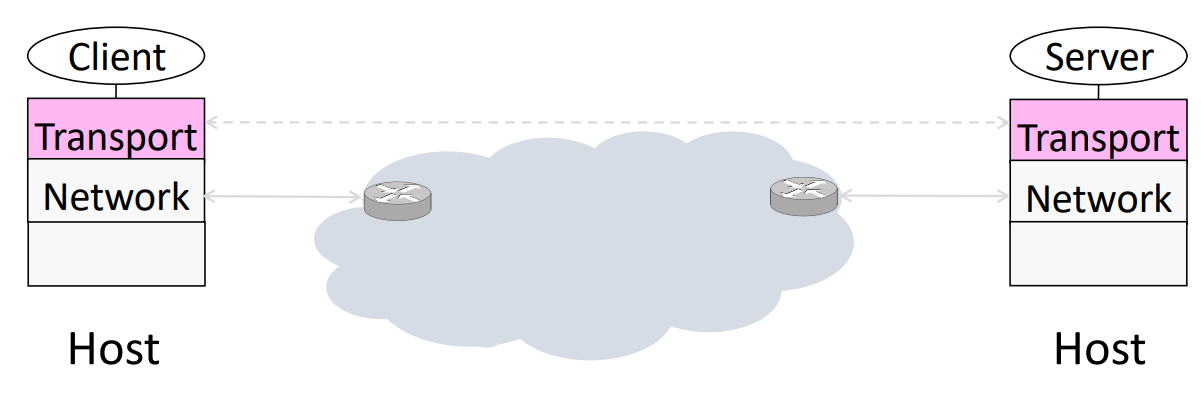 Client
Server
Transport
Transport
Network
Network
Host
Host